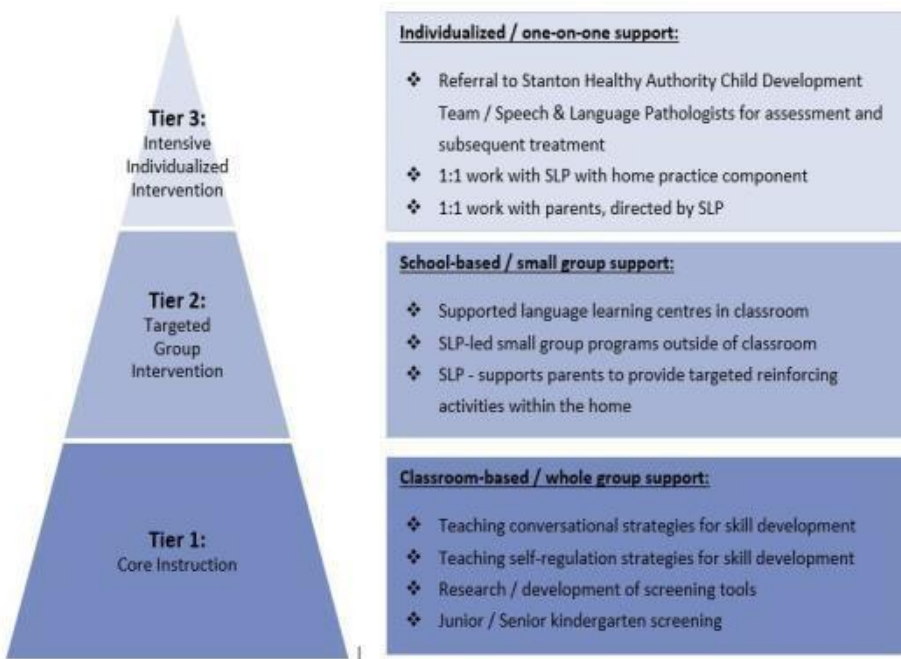 Tier 3:
Intensive
Individualized
Intervention
Individualized / one-on-one support:
❖ Referral to Stanton Healthy Authority Child Development
Team / Speech & Language Pathologists for assessment and
subsequent treatment
❖ 1:1 work with SLP with home practice component
❖ 1:1 work with parents, directed by SLP
Tier 2:
Targeted
Group
Intervention
School-based / small group support:
❖ Supported language learning centres in classroom
❖ SLP-led small group programs outside of classroom
❖ SLP - supports parents to provide targeted reinforcing
activities within the home
Tier 1:
Core Instruction
Classroom-based / whole group support:
❖ Teaching conversational strategies for skill development
❖ Teaching self-regulation strategies for skill development
❖ Research / development of screening tools
❖ Junior / Senior kindergarten screening